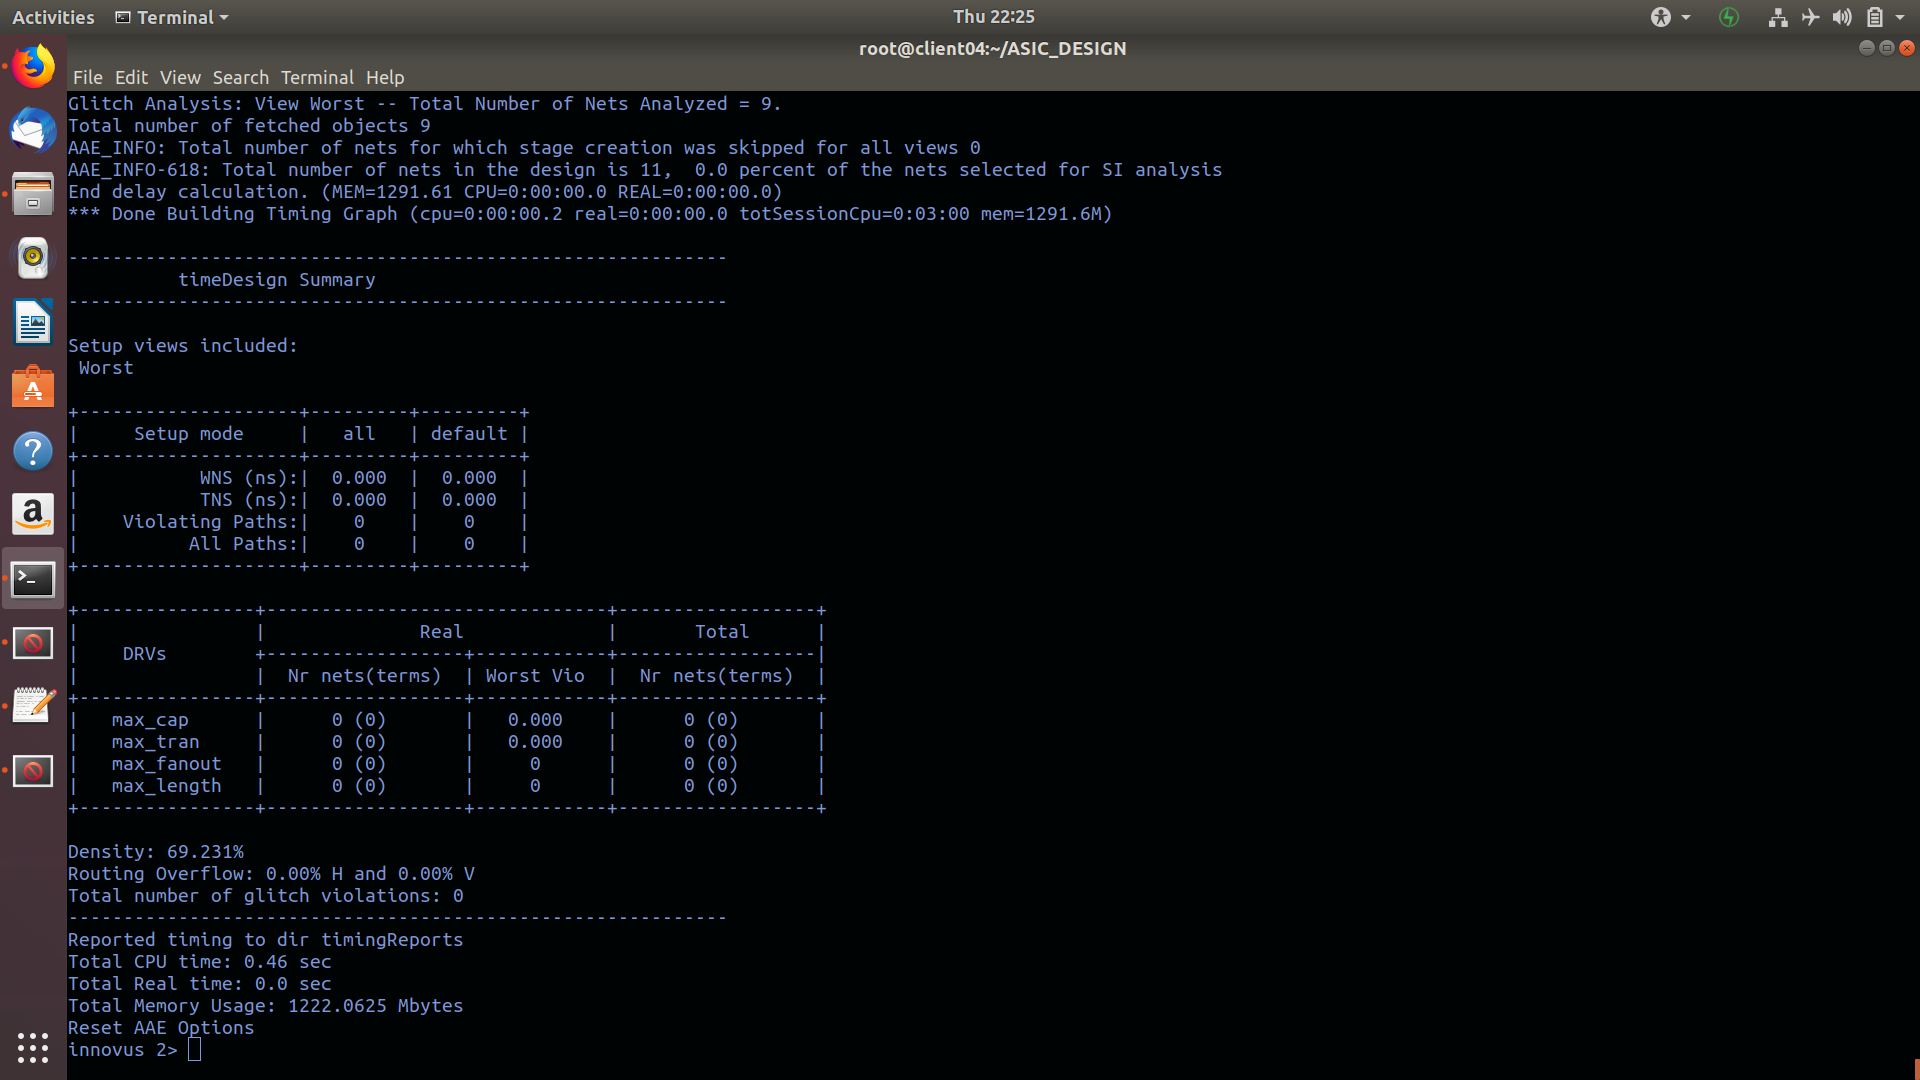 Activities Terminal Thu 22:25
root@client04:~/ASIC_DESIGN
File Edit View Search Terminal Help
Glitch Analysis: View Worst -- Total Number of Nets Analyzed = 9.
Total number of fetched objects 9
AAE_INFO: Total number of nets for which stage creation was skipped for all views 0
AAE_INFO-618: Total number of nets in the design is 11,  0.0 percent of the nets selected for SI analysis
End delay calculation. (MEM=1291.61 CPU=0:00:00.0 REAL=0:00:00.0)
*** Done Building Timing Graph (cpu=0:00:00.2 real=0:00:00.0 totSessionCpu=0:03:00 mem=1291.6M)
------------------------------------------------------------
          timeDesign Summary
------------------------------------------------------------
Setup views included:
 Worst
+--------------------+---------+---------+
|     Setup mode     |   all   | default |
+--------------------+---------+---------+
|           WNS (ns):|  0.000  |  0.000  |
|           TNS (ns):|  0.000  |  0.000  |
|    Violating Paths:|    0    |    0    |
|          All Paths:|    0    |    0    |
+--------------------+---------+---------+
+----------------+-------------------------------+------------------+
|                |              Real             |       Total      |
|    DRVs        +------------------+------------+------------------|
|                |  Nr nets(terms)  | Worst Vio  |  Nr nets(terms)  |
+----------------+------------------+------------+------------------+
|   max_cap      |      0 (0)       |   0.000    |      0 (0)       |
|   max_tran     |      0 (0)       |   0.000    |      0 (0)       |
|   max_fanout   |      0 (0)       |     0      |      0 (0)       |
|   max_length   |      0 (0)       |     0      |      0 (0)       |
+----------------+------------------+------------+------------------+
Density: 69.231%
Routing Overflow: 0.00% H and 0.00% V
Total number of glitch violations: 0
------------------------------------------------------------
Reported timing to dir timingReports
Total CPU time: 0.46 sec
Total Real time: 0.0 sec
Total Memory Usage: 1222.0625 Mbytes
Reset AAE Options
innovus 2>